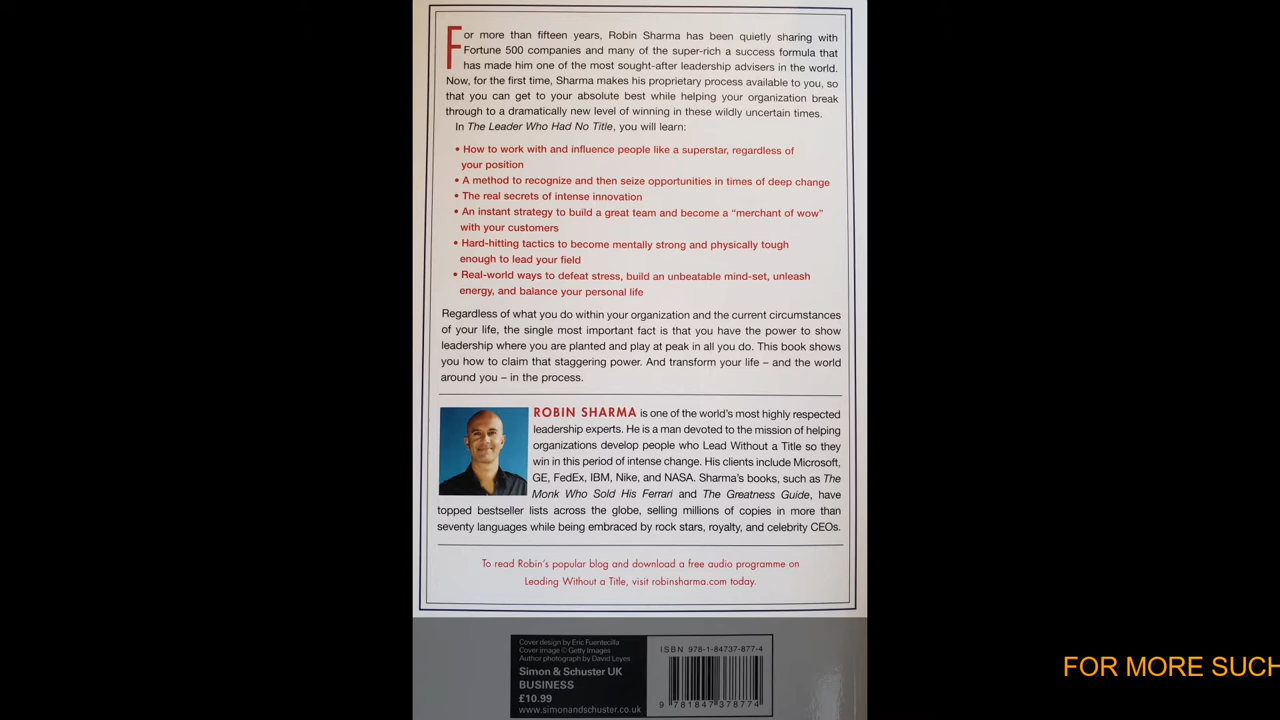 For more than fifteen years, Robin Sharma has been quietly sharing with
Fortune 500 companies and many of the super-rich a success formula that
has made him one of the most sought-after leadership advisers in the world.
Now, for the first time, Sharma makes his proprietary process available to you, so
that you can get to your absolute best while helping your organization break
through to a dramatically new level of winning in these wildly uncertain times.
In The Leader Who Had No Title, you will learn:
• How to work with and influence people like a superstar, regardless of
your position
• A method to recognize and then seize opportunities in times of deep change
• The real secrets of intense innovation
• An instant strategy to build a great team and become a “merchant of wow”
with your customers
• Hard-hitting tactics to become mentally strong and physically tough
enough to lead your field
• Real-world ways to defeat stress, build an unbeatable mind-set, unleash
energy, and balance your personal life
Regardless of what you do within your organization and the current circumstances
of your life, the single most important fact is that you have the power to show
leadership where you are planted and play at peak in all you do. This book shows
you how to claim that staggering power. And transform your life – and the world
around you – in the process.
ROBIN SHARMA is one of the world's most highly respected
leadership experts. He is a man devoted to the mission of helping
organizations develop people who Lead Without a Title so they
win in this period of intense change. His clients include Microsoft,
GE, FedEx, IBM, Nike, and NASA. Sharma's books, such as The
Monk Who Sold His Ferrari and The Greatness Guide, have
topped bestseller lists across the globe, selling millions of copies in more than
seventy languages while being embraced by rock stars, royalty, and celebrity CEOs.
To read Robin's popular blog and download a free audio programme on
Leading Without a Title, visit robinsharma.com today.
Cover design by Eric Fuentecilla
Cover image © Getty Images
Author photograph by David Leyes
Simon & Schuster UK
BUSINESS
£10.99
www.simonandschuster.co.uk
ISBN 978-1-84737-877-4
9 781847 378774
FOR MORE SUCH